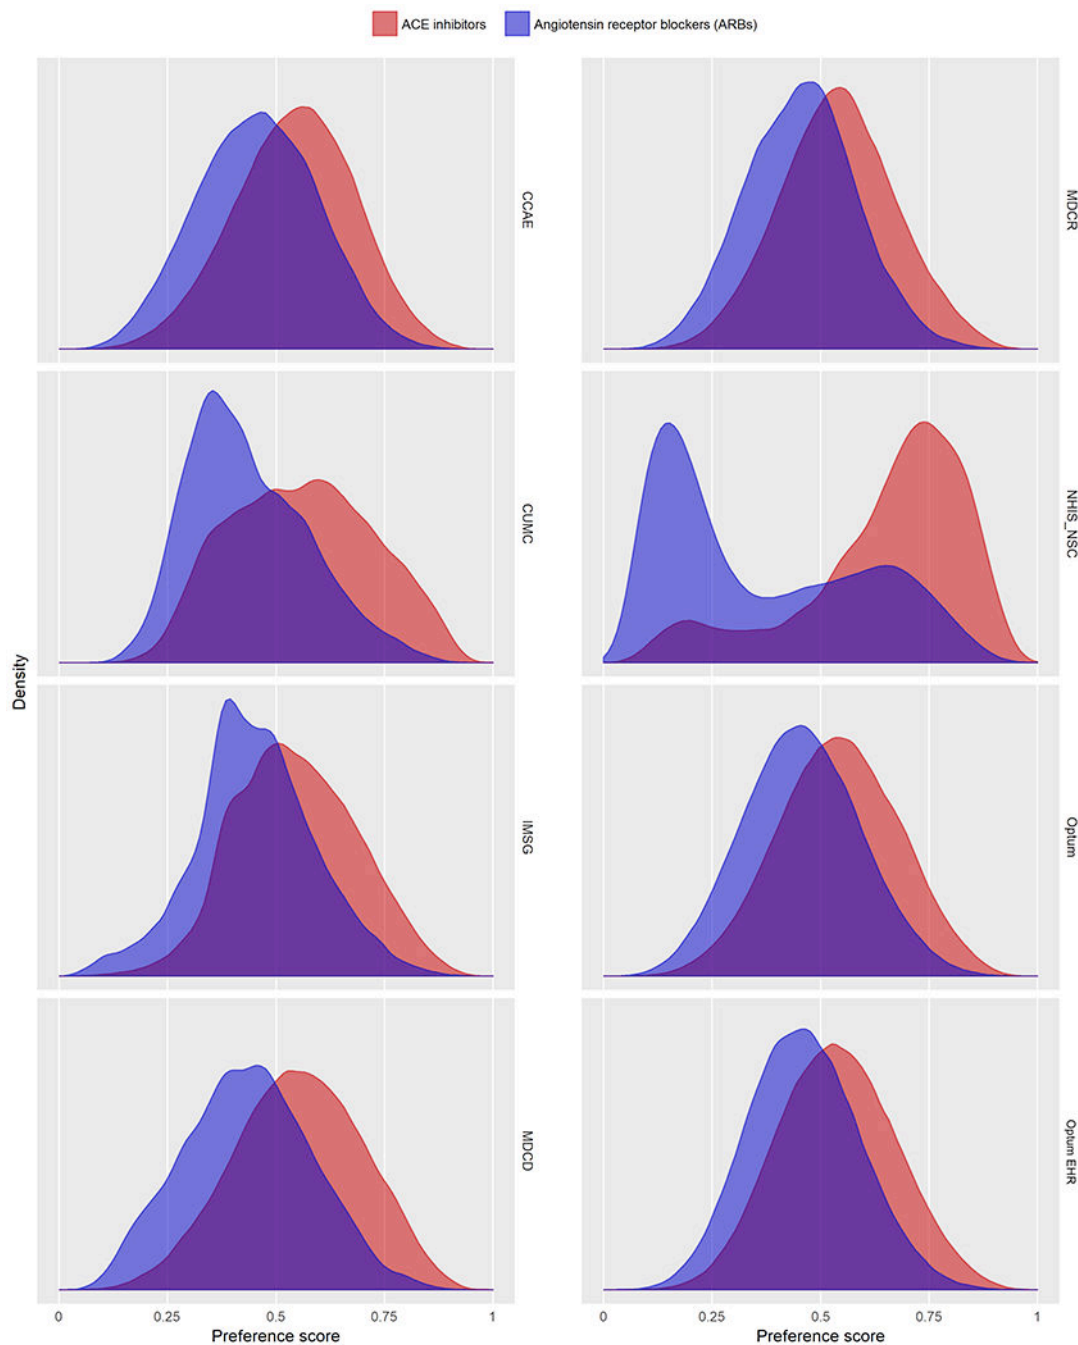 ACE inhibitors Angiotensin receptor blockers (ARBs)
CCAE
MDCR
CUMC
NHIS_NSC
Density
IMSG
Optum
MDCD
Optum EHR
0 0.25 0.5 0.75 1 0 0.25 0.5 0.75 1
Preference score Preference score